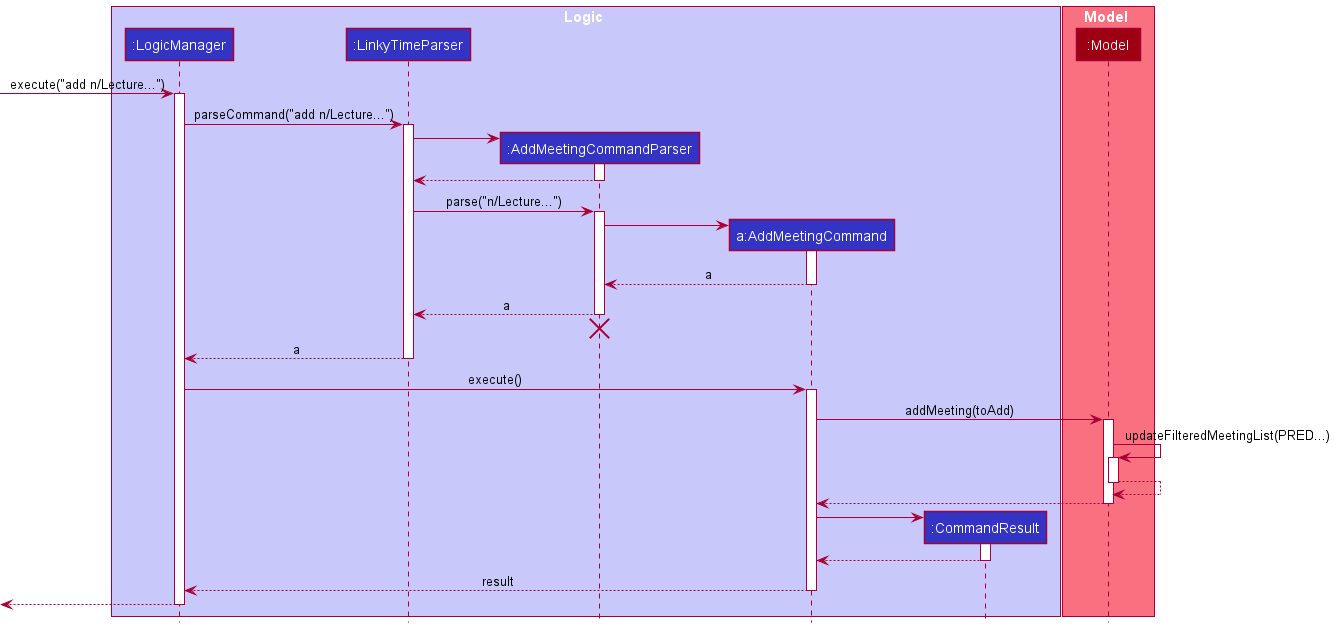 Logic
Model
:LogicManager
:LinkyTimeParser
:Model
execute("add n/Lecture...")
parseCommand("add n/Lecture...")
:AddMeetingCommandParser
parse("n/Lecture...")
a:AddMeetingCommand
a
a
a
execute()
addMeeting(toAdd)
updateFilteredMeetingList(PRED...)
:CommandResult
result